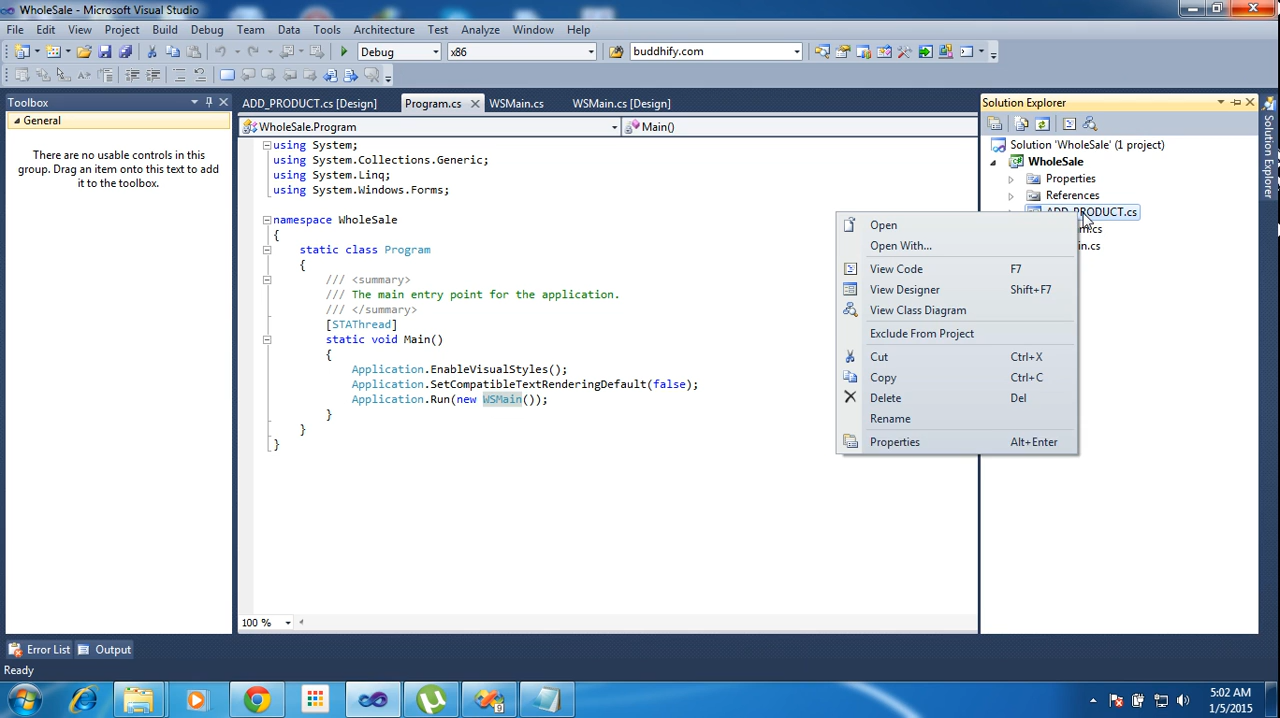 WholeSale - Microsoft Visual Studio
File Edit View Project Build Debug Team Data Tools Architecture Test Analyze Window Help
Debug x86 buddhify.com
Toolbox
General
There are no usable controls in this
group. Drag an item onto this text to add
it to the toolbox.
ADD_PRODUCT.cs [Design] Program.cs WSMain.cs WSMain.cs [Design]
WholeSale.Program Main()
using System;
using System.Collections.Generic;
using System.Linq;
using System.Windows.Forms;
namespace WholeSale
{
static class Program
{
/// <summary>
/// The main entry point for the application.
/// </summary>
[STAThread]
static void Main()
{
Application.EnableVisualStyles();
Application.SetCompatibleTextRenderingDefault(false);
Application.Run(new WSMain());
}
}
}
100 %
Solution Explorer
Solution 'WholeSale' (1 project)
WholeSale
Properties
References
ADD_PRODUCT.cs
Open
Open With...
View Code F7
View Designer Shift+F7
View Class Diagram
Exclude From Project
Cut Ctrl+X
Copy Ctrl+C
Delete Del
Rename
Properties Alt+Enter
Solution Explorer
Error List Output
Ready
5:02 AM
1/5/2015